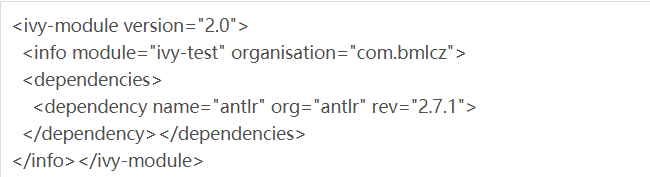 <ivy-module version="2.0">
<info module="ivy-test" organisation="com.bmlcz">
<dependencies>
<dependency name="antlr" org="antlr" rev="2.7.1">
</dependency></dependencies>
</info></ivy-module>